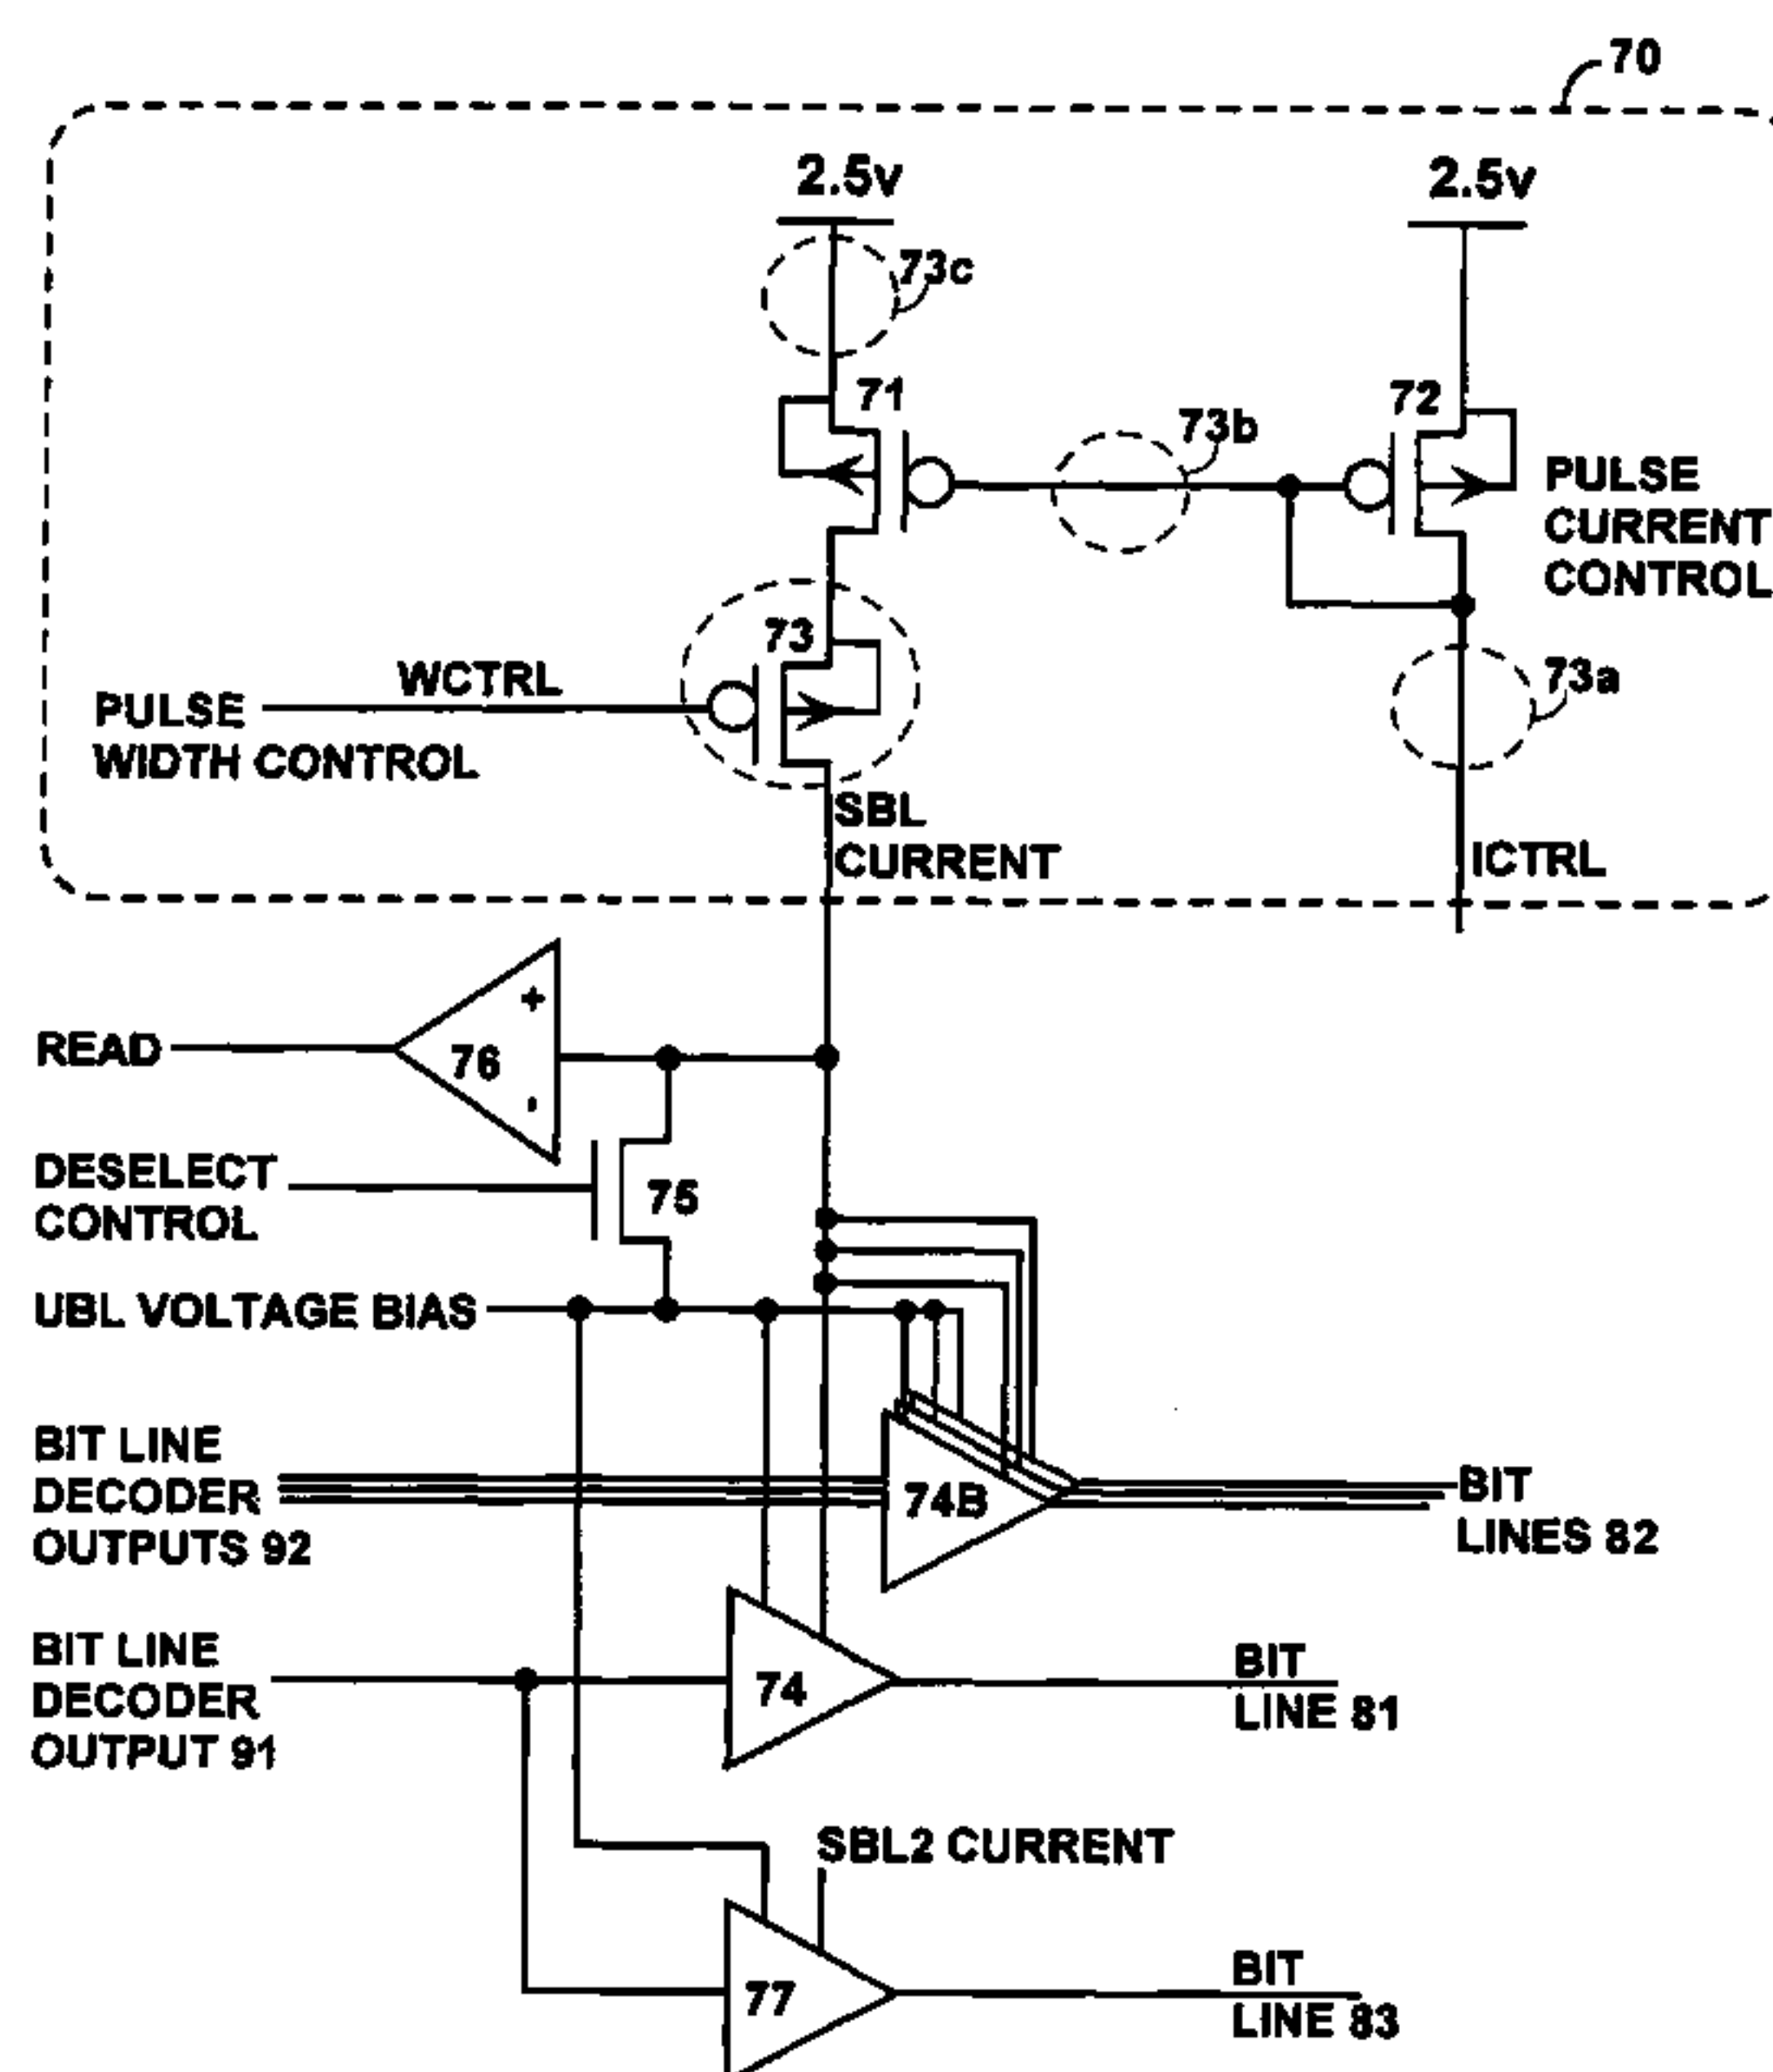 70
2.5v
2.5v
73c
71
72
73b
PULSE
CURRENT
CONTROL
73
73a
WCTRL
PULSE
WIDTH CONTROL
SBL
CURRENT
ICTRL
+
READ
76
-
DESELECT
CONTROL
75
UBL VOLTAGE BIAS
BIT LINE
DECODER
OUTPUTS 92
74B
BIT
LINES 82
BIT LINE
DECODER
OUTPUT 91
74
BIT
LINE 81
SBL2 CURRENT
77
BIT
LINE 83